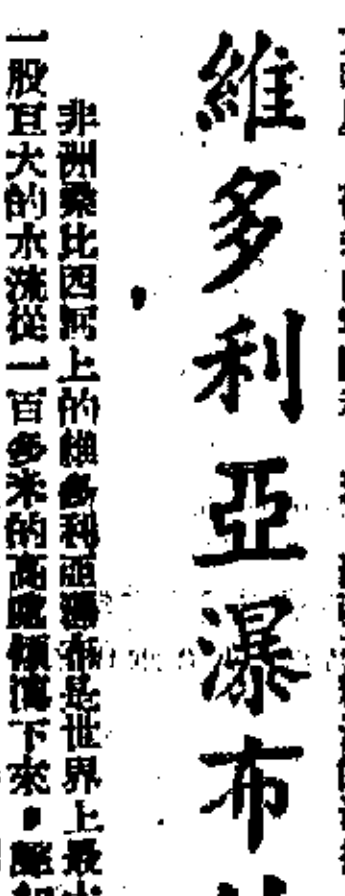 維多利亞瀑布
非洲桑比西河上的維多利亞瀑布是世界上最
一股巨大的水流從一百多米的高處傾瀉下來，